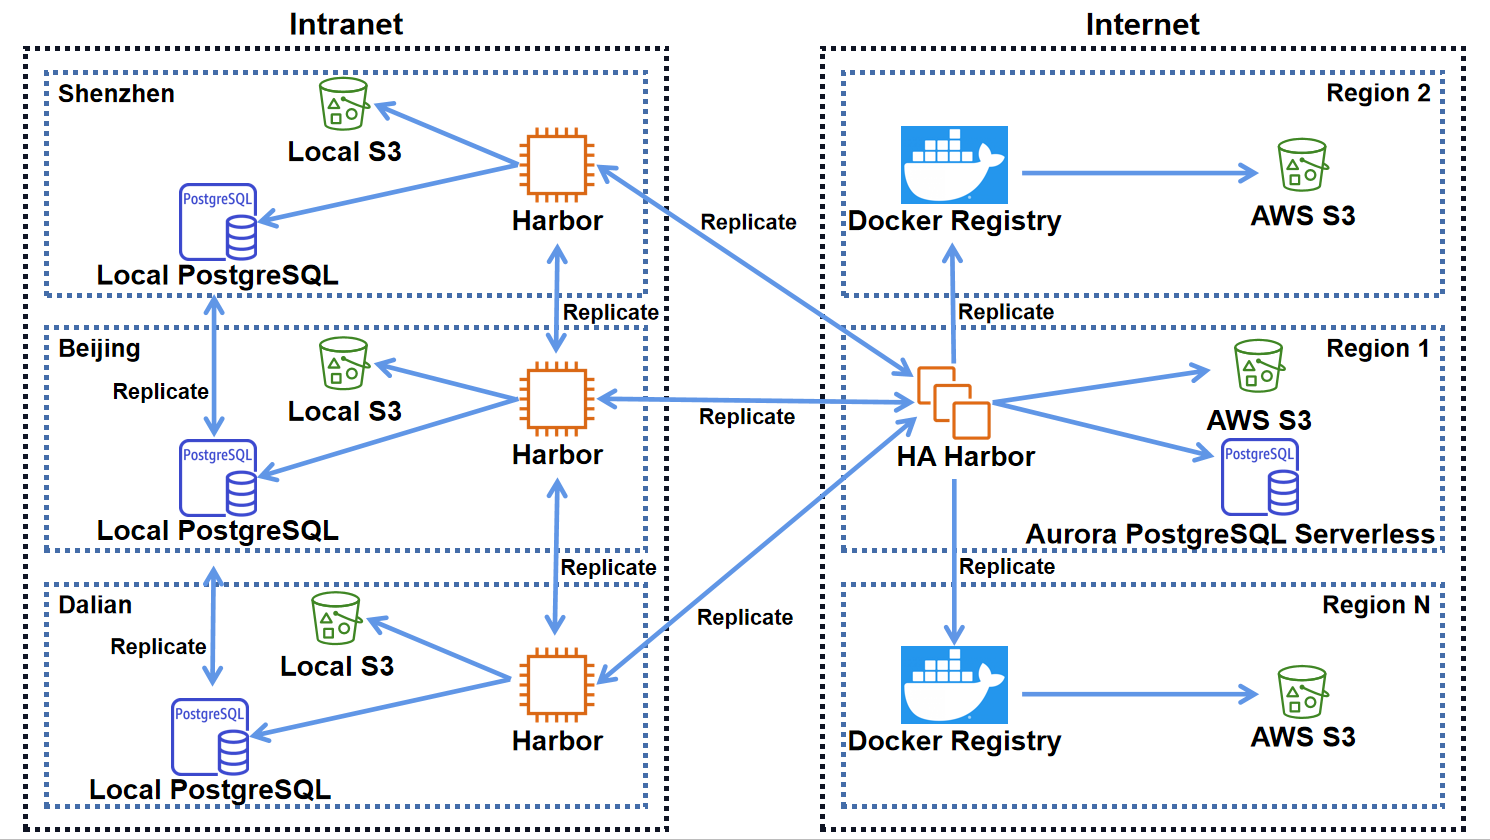 Intranet
Shenzhen
Local S3
PostgreSQL
Harbor
Local PostgreSQL
Replicate
Beijing
Local S3
Replicate
PostgreSQL
Harbor
Local PostgreSQL
Replicate
Dalian
Replicate
Local S3
PostgreSQL
Harbor
Local PostgreSQL
Replicate
Replicate
Replicate
Internet
Region 2
Docker Registry
AWS S3
Replicate
Region 1
AWS S3
HA Harbor
PostgreSQL
Aurora PostgreSQL Serverless
Replicate
Region N
Docker Registry
AWS S3